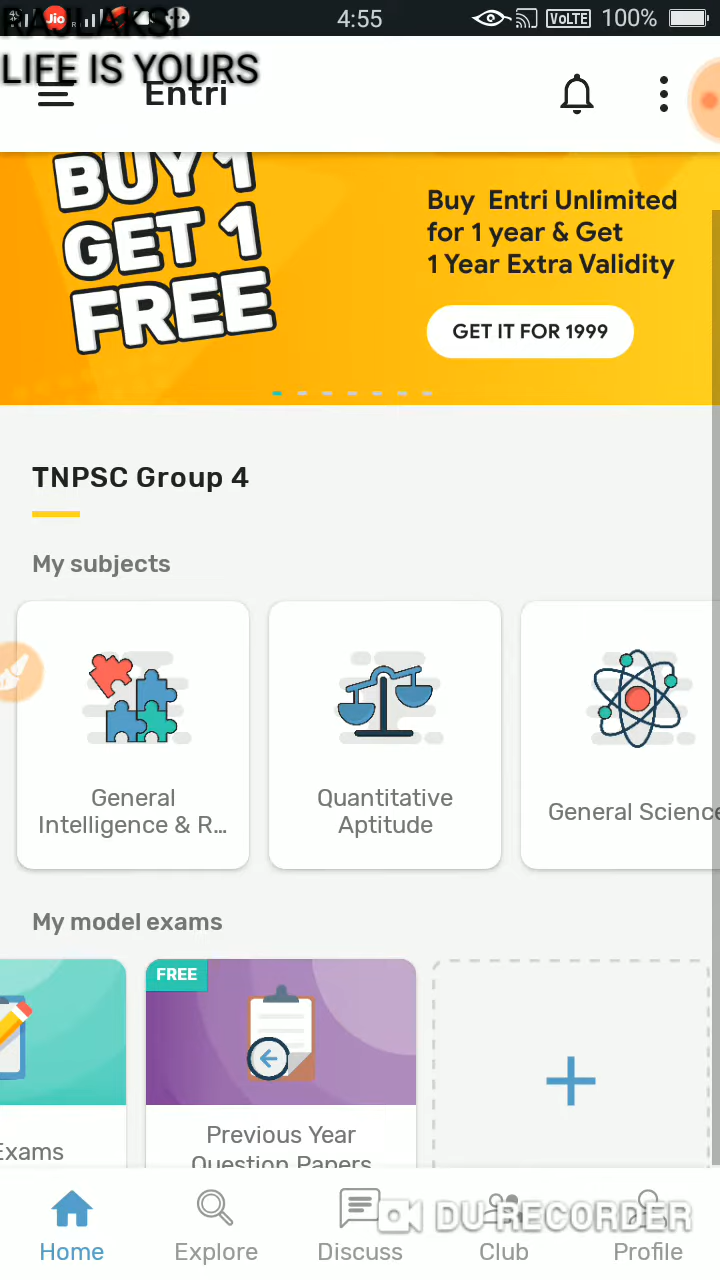 4:55
VoLTE
100%
Jio
LIFE IS YOURS
Entri
BUY 1
GET 1
FREE
Buy Entri Unlimited
for 1 year & Get
1 Year Extra Validity
GET IT FOR 1999
TNPSC Group 4
My subjects
General
Intelligence & R...
Quantitative
Aptitude
General Science
My model exams
FREE
Exams
Previous Year
Question Papers
DU RECORDER
Home
Explore
Discuss
Club
Profile